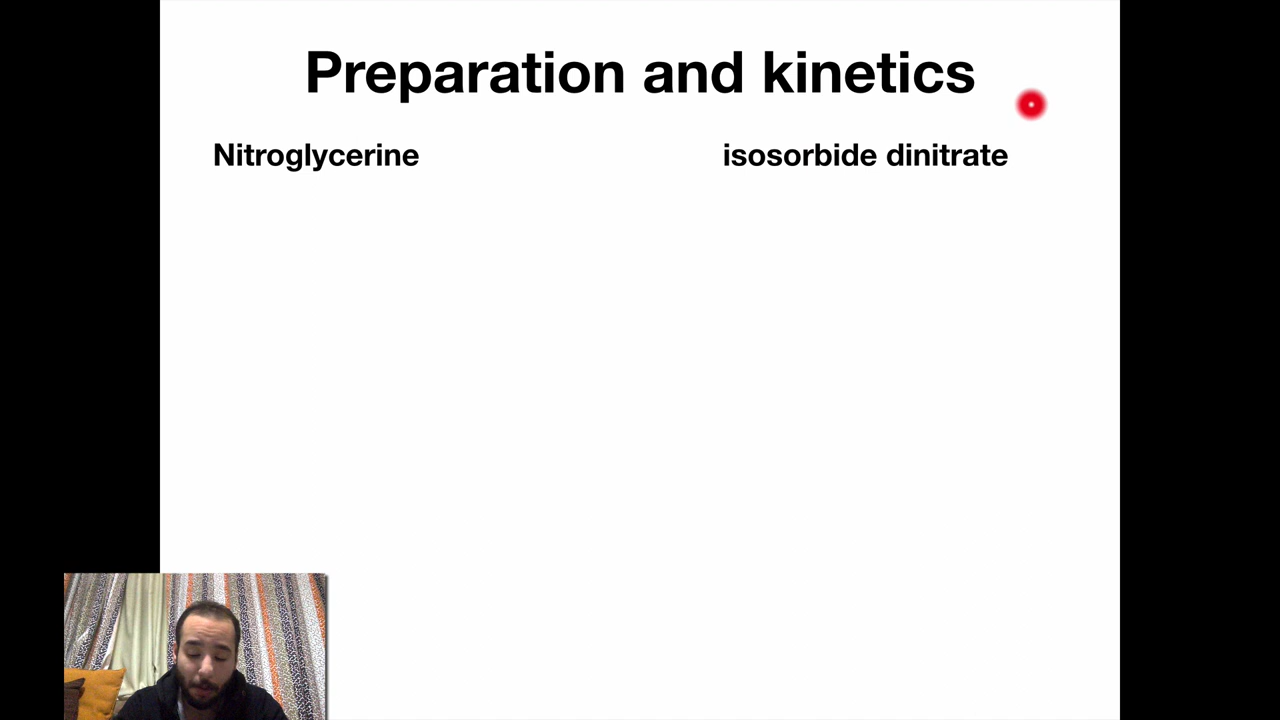 Preparation and kinetics
Nitroglycerine
isosorbide dinitrate